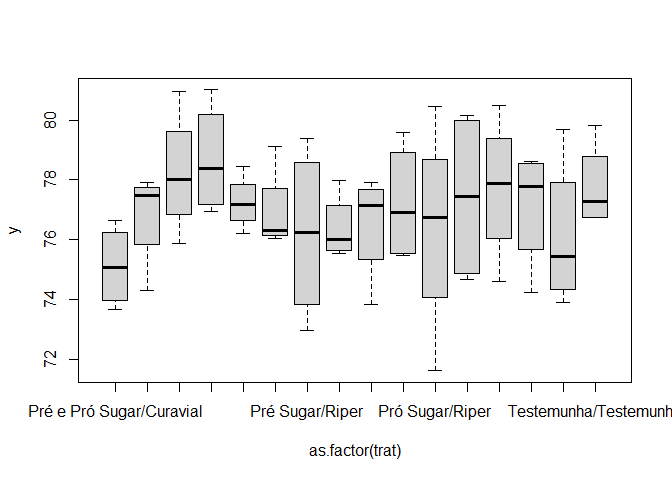 80
78
76
74
72
y
Pré e Pró Sugar/Curavial Pré Sugar/Riper Pró Sugar/Riper Testemunha/Testemunh
as.factor(trat)